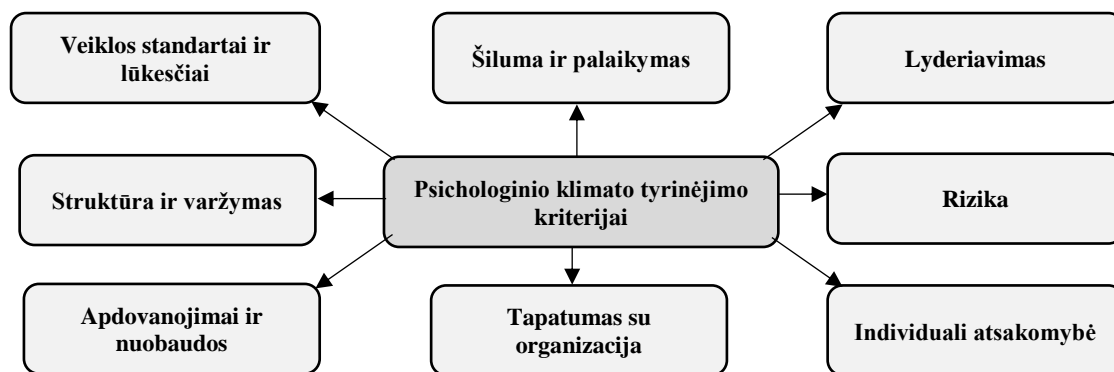 Veiklos standartai ir
lūkesčiai
Šiluma ir palaikymas
Lyderiavimas
Struktūra ir varžymas
Psichologinio klimato tyrinėjimo
kriterijai
Rizika
Apdovanojimai ir
nuobaudos
Tapatumas su
organizacija
Individuali atsakomybė